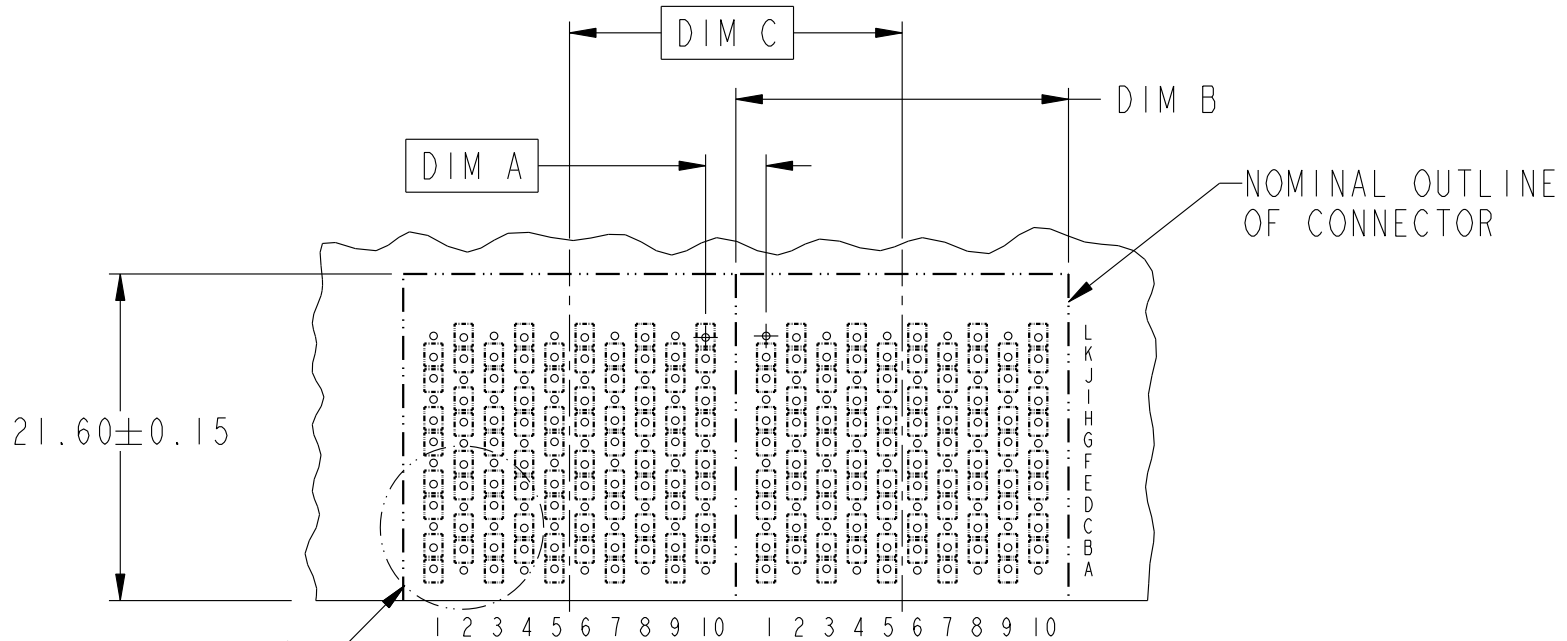 DIM C
DIM B
DIM A
NOMINAL OUTLINE
OF CONNECTOR
21.60±0.15
L
K
J
I
H
G
F
E
D
C
B
A
1 2 3 4 5 6 7 8 9 10 1 2 3 4 5 6 7 8 9 10